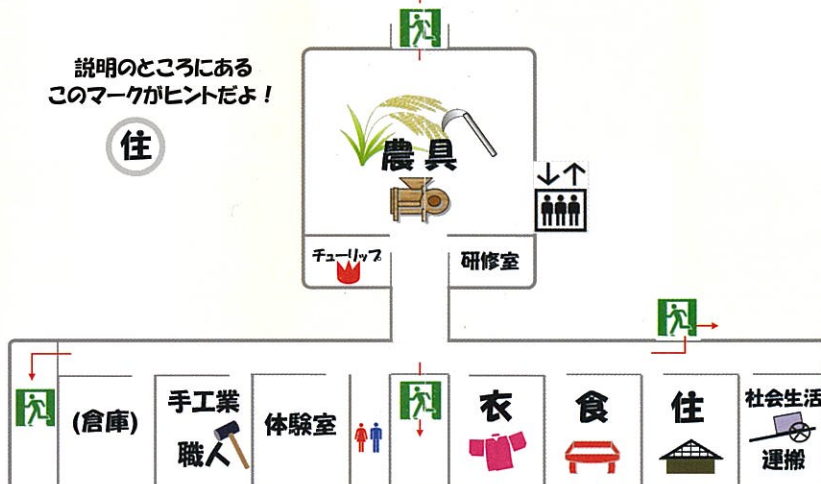 説明のところにある
このマークがヒントだよ！
住
農具
チューリップ
研修室
(倉庫)
手工業
職人
体験室
衣
食
住
社会生活
運搬